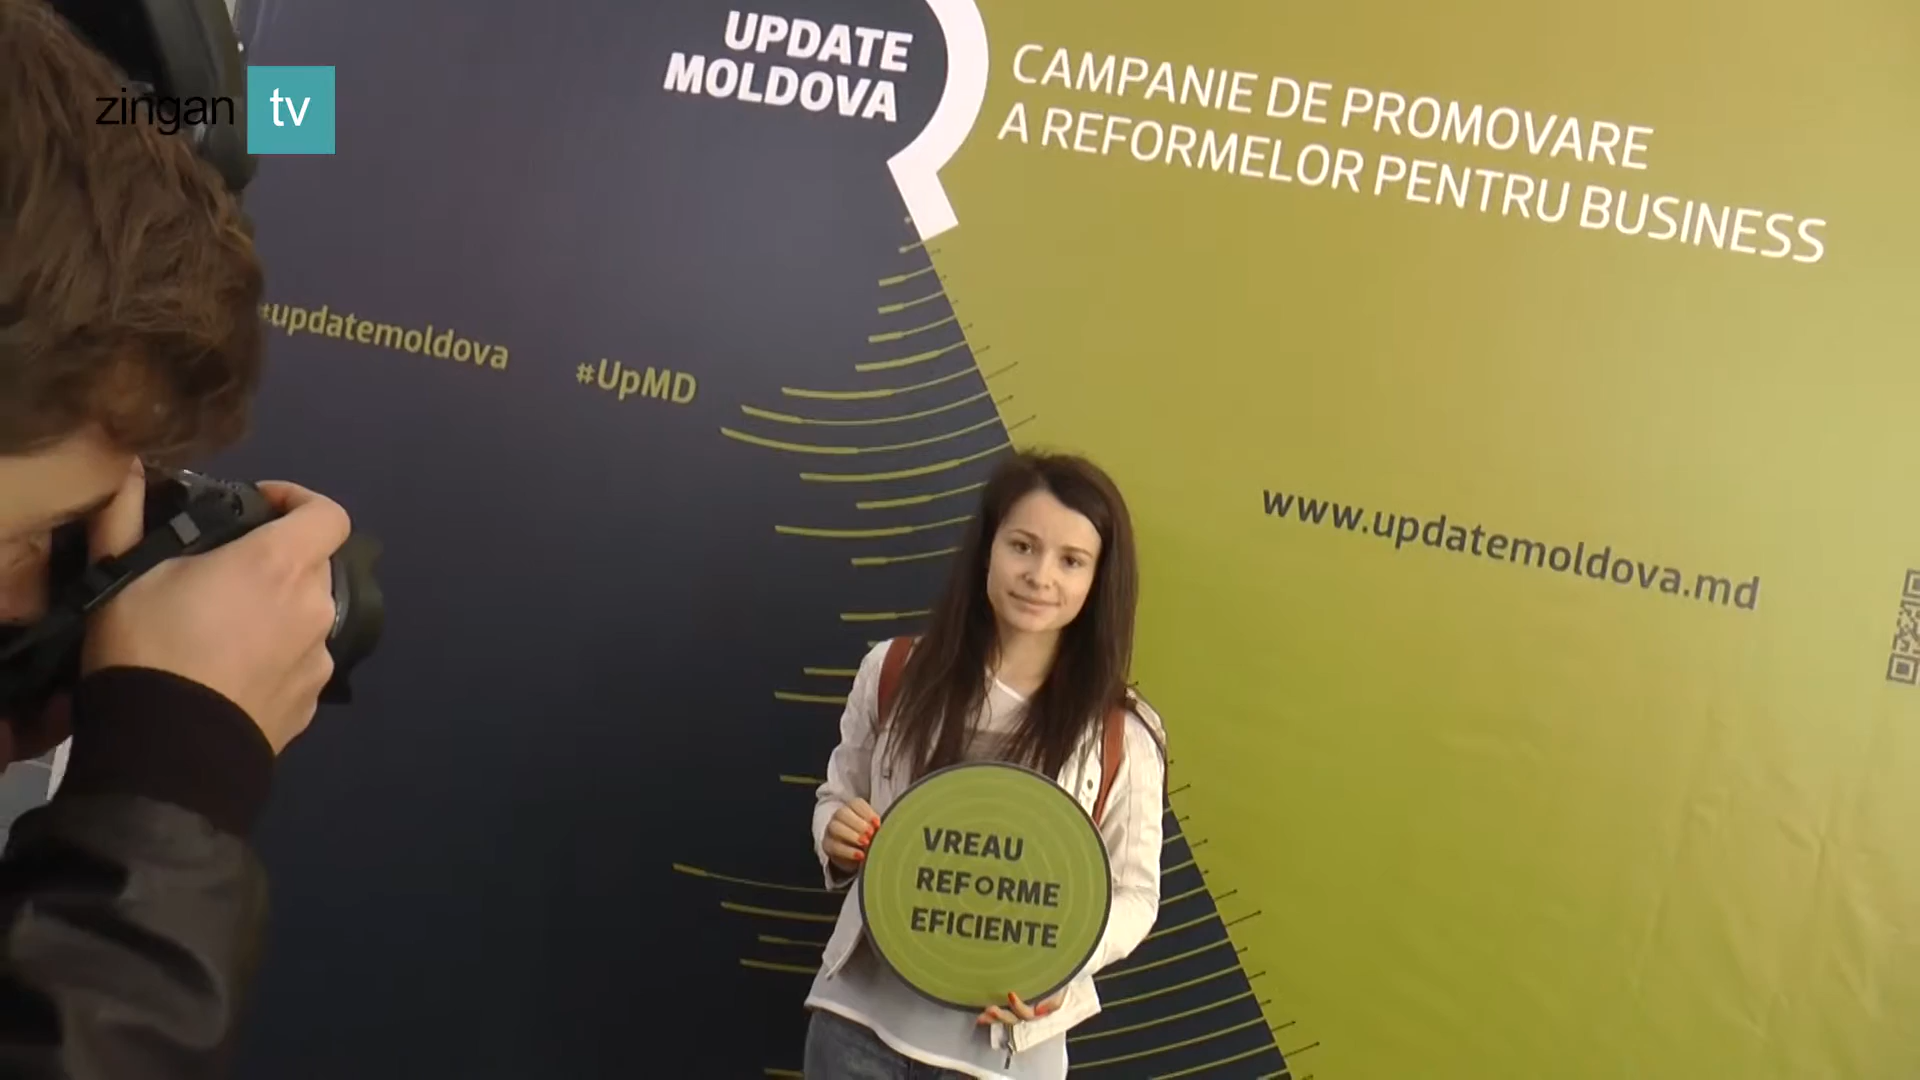 zingan tv
UPDATE
MOLDOVA
CAMPANIE DE PROMOVARE
A REFORMELOR PENTRU BUSINESS
#updatemoldova
#UpMD
www.updatemoldova.md
VREAU
REFORME
EFICIENTE